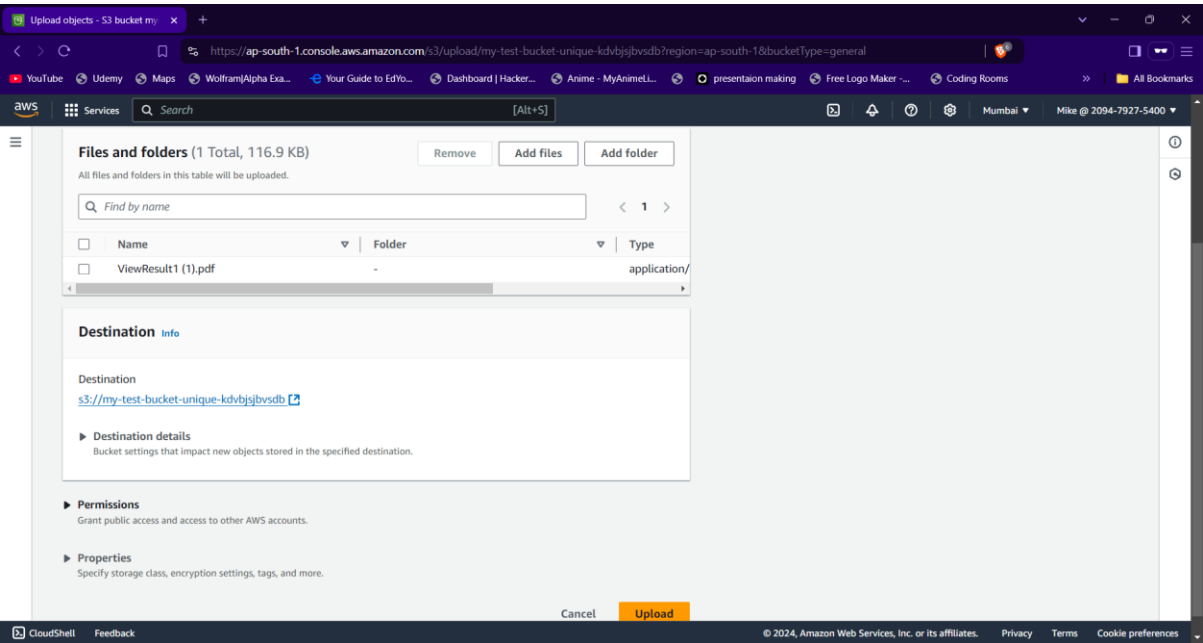 Upload objects - S3 bucket my
https://ap-south-1.console.aws.amazon.com/s3/upload/my-test-bucket-unique-kdvbjsjbvsdb?region=ap-south-1&bucketType=general
YouTube Udemy Maps Wolfram|Alpha Exa... Your Guide to EdYo... Dashboard | Hacker... Anime - MyAnimeLi... presentaion making Free Logo Maker -... Coding Rooms » All Bookmarks
aws Services Search [Alt+S] Mumbai ▼ Mike @ 2094-7927-5400 ▼
Files and folders (1 Total, 116.9 KB) Remove Add files Add folder
All files and folders in this table will be uploaded.
Find by name < 1 >
Name Folder Type
ViewResult1 (1).pdf - application/
Destination Info
Destination
s3://my-test-bucket-unique-kdvbjsjbvsdb
Destination details
Bucket settings that impact new objects stored in the specified destination.
Permissions
Grant public access and access to other AWS accounts.
Properties
Specify storage class, encryption settings, tags, and more.
Cancel Upload
CloudShell Feedback © 2024, Amazon Web Services, Inc. or its affiliates. Privacy Terms Cookie preferences